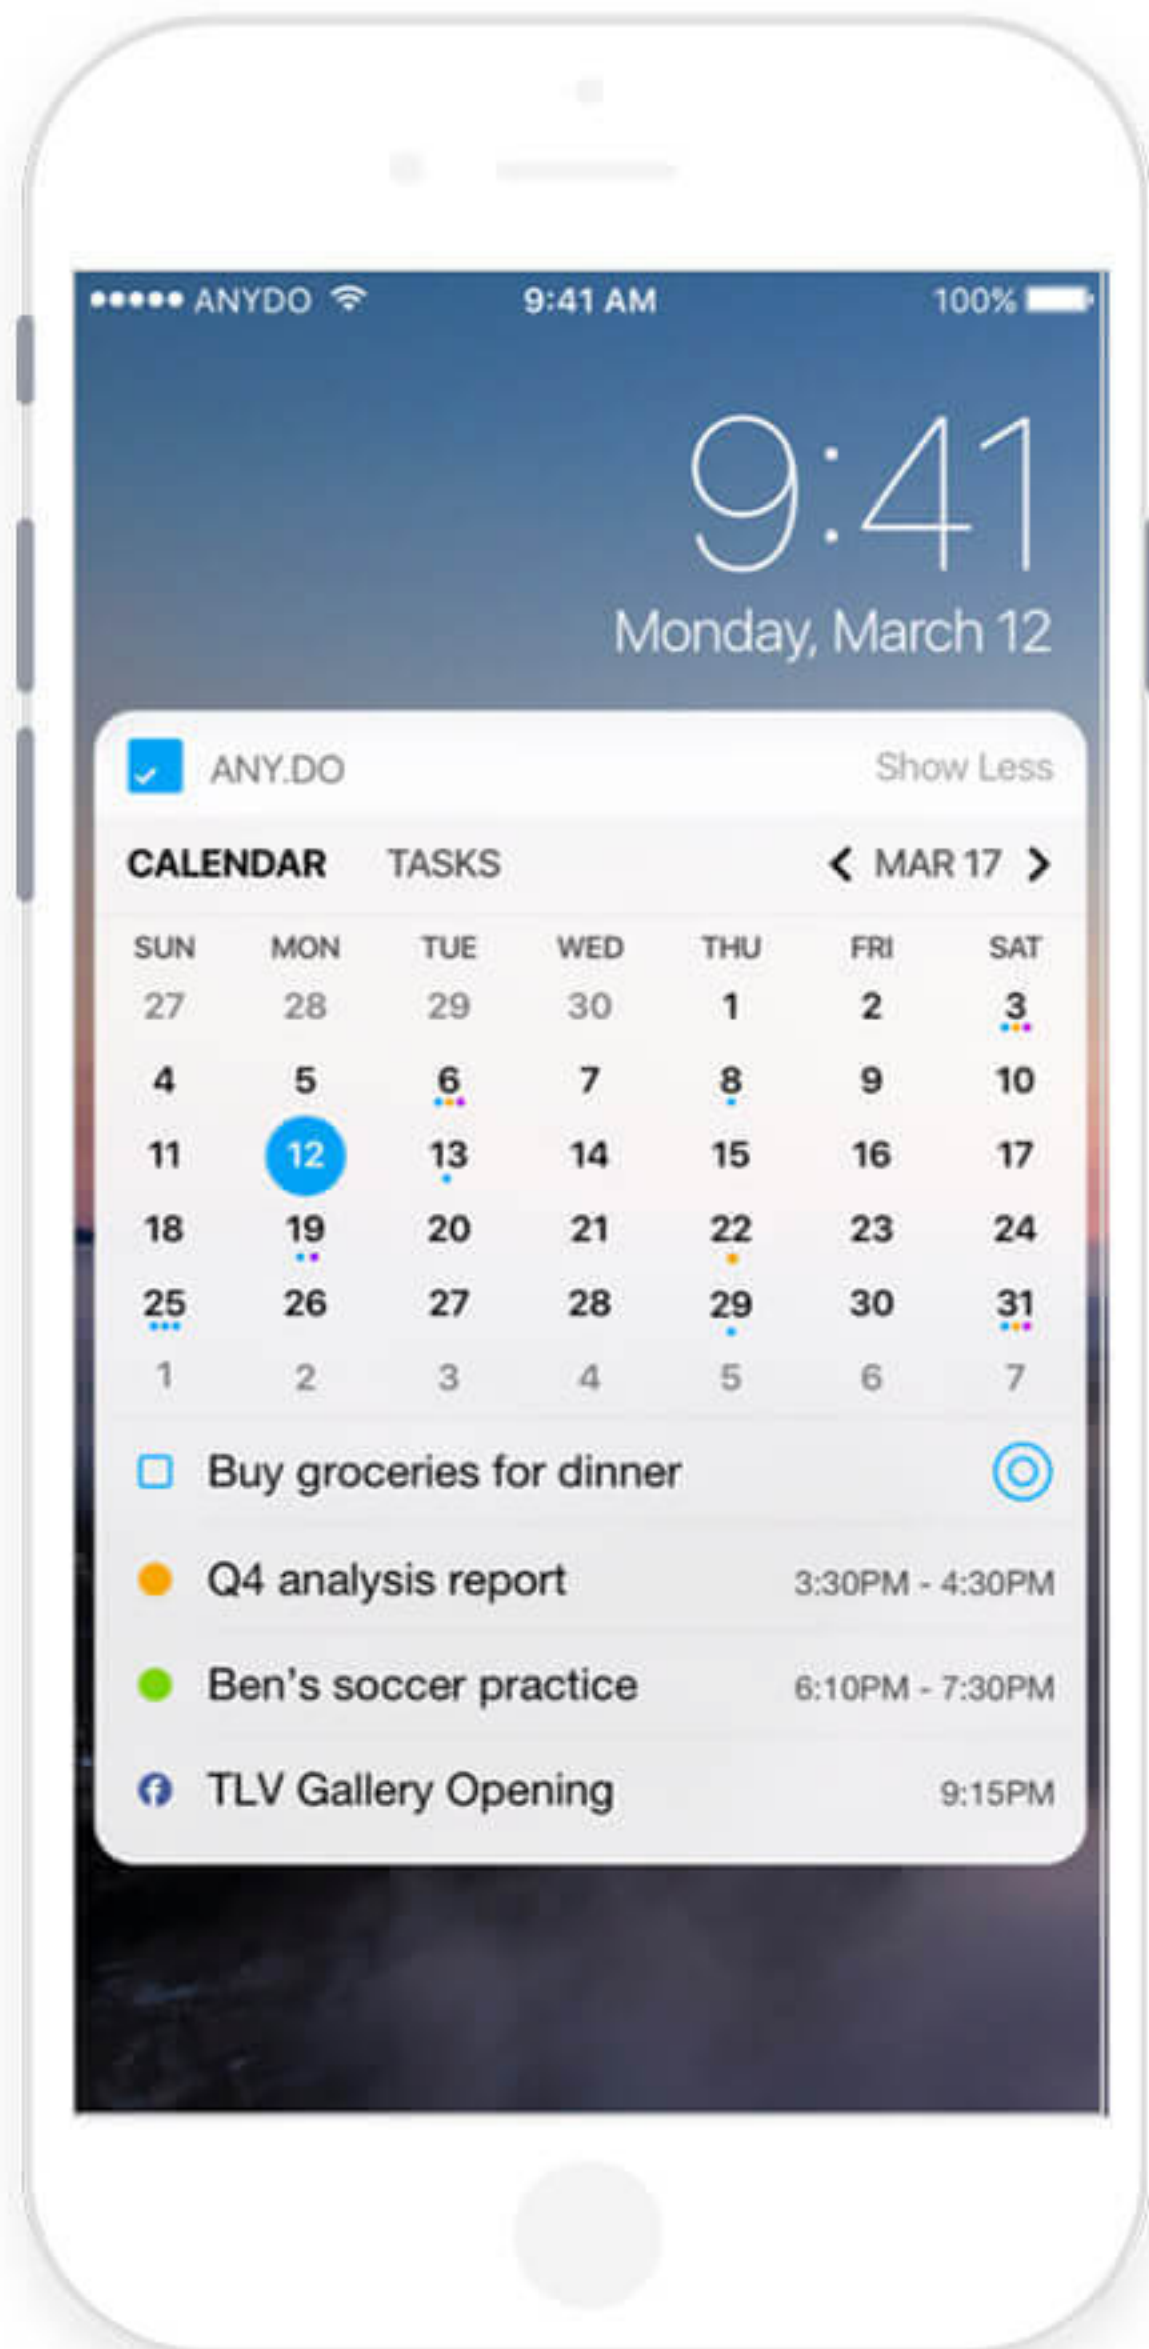 ANYDO 9:41 AM 100%
9:41
Monday, March 12
ANY.DO Show Less
CALENDAR TASKS < MAR 17 >
SUN MON TUE WED THU FRI SAT
27 28 29 30 1 2 3
4 5 6 7 8 9 10
11 12 13 14 15 16 17
18 19 20 21 22 23 24
25 26 27 28 29 30 31
1 2 3 4 5 6 7
Buy groceries for dinner
Q4 analysis report 3:30PM - 4:30PM
Ben's soccer practice 6:10PM - 7:30PM
TLV Gallery Opening 9:15PM